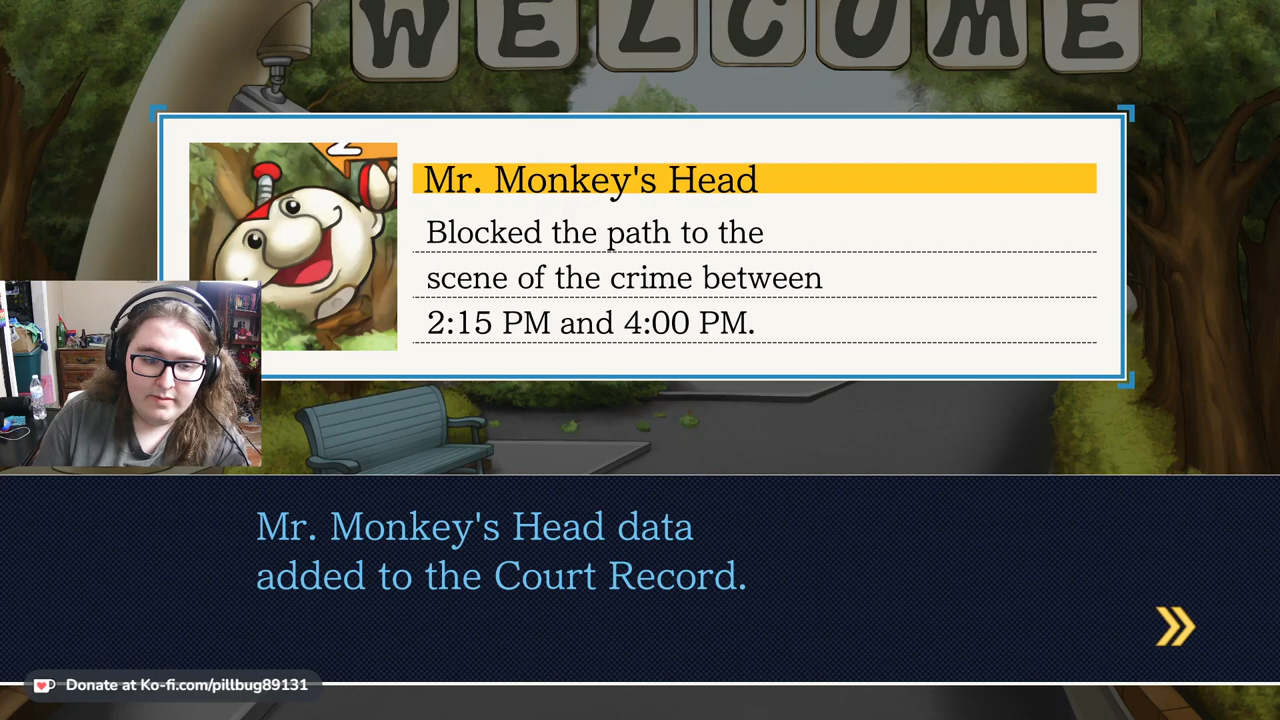 WELCOME
2
Mr. Monkey's Head
Blocked the path to the
scene of the crime between
2:15 PM and 4:00 PM.
Mr. Monkey's Head data
added to the Court Record.
Donate at Ko-fi.com/pillbug89131